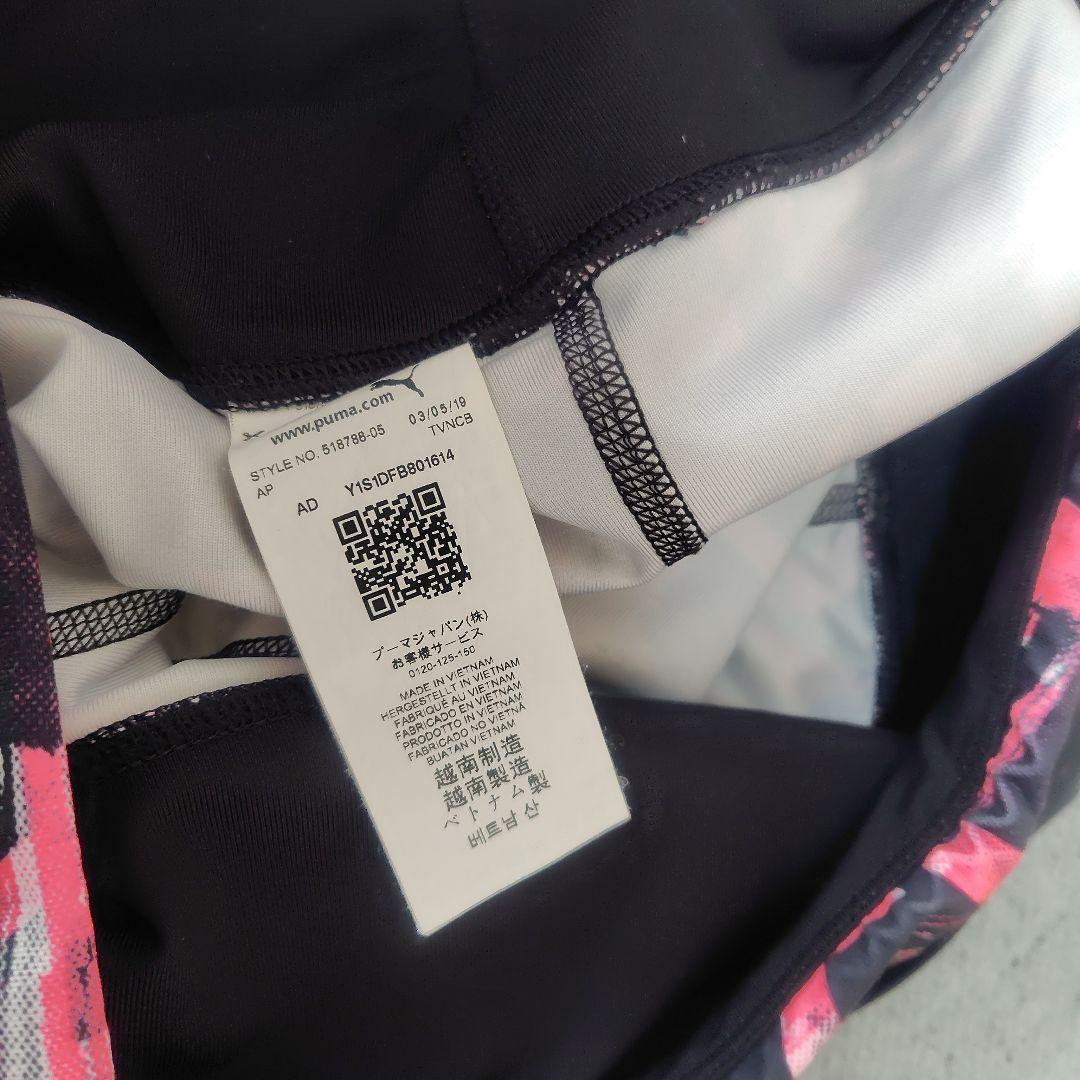 www.puma.com
STYLE NO. 518788-05 03/05/19
AP TVNCB
AD Y1S1DFB801614
プーマジャパン(株)
お客様サービス
0120-125-150
MADE IN VIETNAM
HERGESTELLT IN VIETNAM
FABRIQUÉ AU VIETNAM
FABRICADO EN VIETNAM
PRODOTTO IN VIETNAM
FABRICADO NO VIETNÃ
BUATAN VIETNAM
越南制造
越南製造
ベトナム製
베트남 산